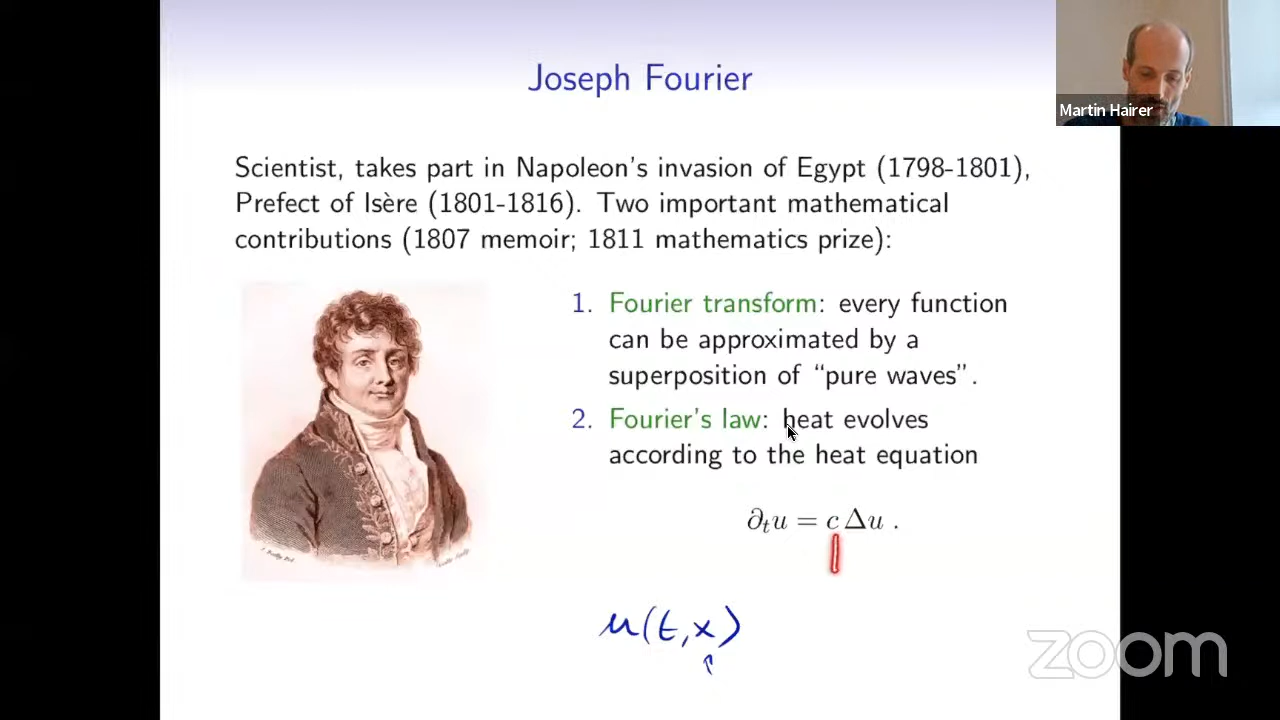 Joseph Fourier
Martin Hairer
Scientist, takes part in Napoleon's invasion of Egypt (1798-1801),
Prefect of Isère (1801-1816). Two important mathematical
contributions (1807 memoir; 1811 mathematics prize):
1. Fourier transform: every function
can be approximated by a
superposition of “pure waves”.
2. Fourier's law: heat evolves
according to the heat equation
∂ₜu = c Δu .
u(t,x)
zoom